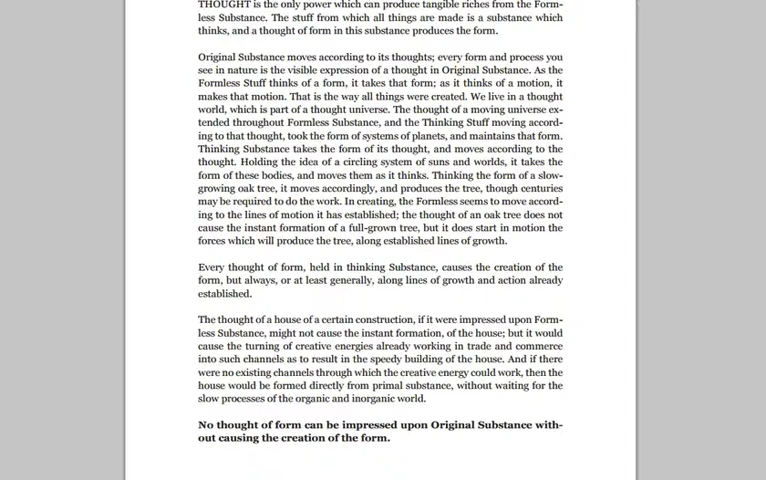 THOUGHT is the only power which can produce tangible riches from the Form-
less Substance. The stuff from which all things are made is a substance which
thinks, and a thought of form in this substance produces the form.
Original Substance moves according to its thoughts; every form and process you
see in nature is the visible expression of a thought in Original Substance. As the
Formless Stuff thinks of a form, it takes that form; as it thinks of a motion, it
makes that motion. That is the way all things were created. We live in a thought
world, which is part of a thought universe. The thought of a moving universe ex-
tended throughout Formless Substance, and the Thinking Stuff moving accord-
ing to that thought, took the form of systems of planets, and maintains that form.
Thinking Substance takes the form of its thought, and moves according to the
thought. Holding the idea of a circling system of suns and worlds, it takes the
form of these bodies, and moves them as it thinks. Thinking the form of a slow-
growing oak tree, it moves accordingly, and produces the tree, though centuries
may be required to do the work. In creating, the Formless seems to move accord-
ing to the lines of motion it has established; the thought of an oak tree does not
cause the instant formation of a full-grown tree, but it does start in motion the
forces which will produce the tree, along established lines of growth.
Every thought of form, held in thinking Substance, causes the creation of the
form, but always, or at least generally, along lines of growth and action already
established.
The thought of a house of a certain construction, if it were impressed upon Form-
less Substance, might not cause the instant formation, of the house; but it would
cause the turning of creative energies already working in trade and commerce
into such channels as to result in the speedy building of the house. And if there
were no existing channels through which the creative energy could work, then the
house would be formed directly from primal substance, without waiting for the
slow processes of the organic and inorganic world.
No thought of form can be impressed upon Original Substance with-
out causing the creation of the form.